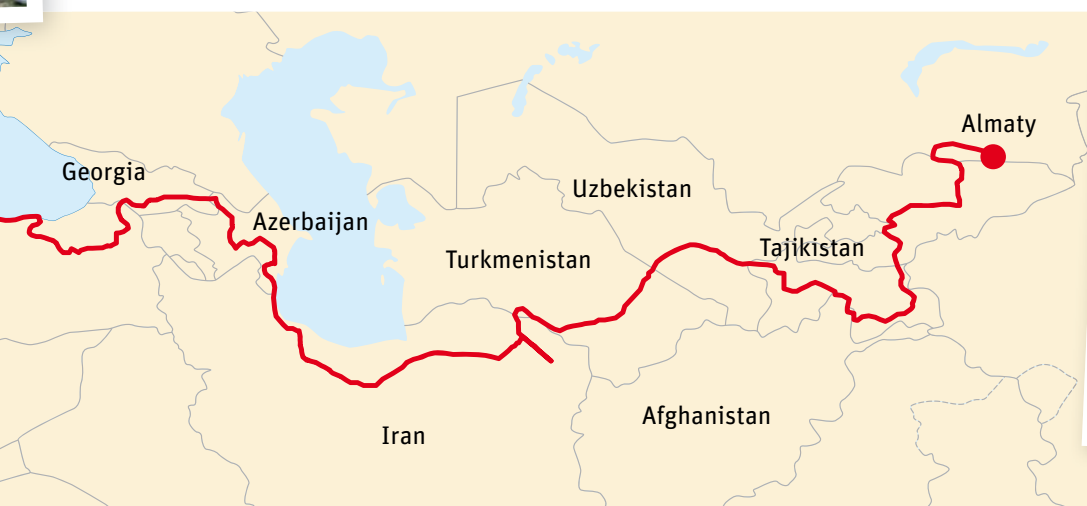 Almaty
Georgia
Uzbekistan
Azerbaijan
Tajikistan
Turkmenistan
Afghanistan
Iran